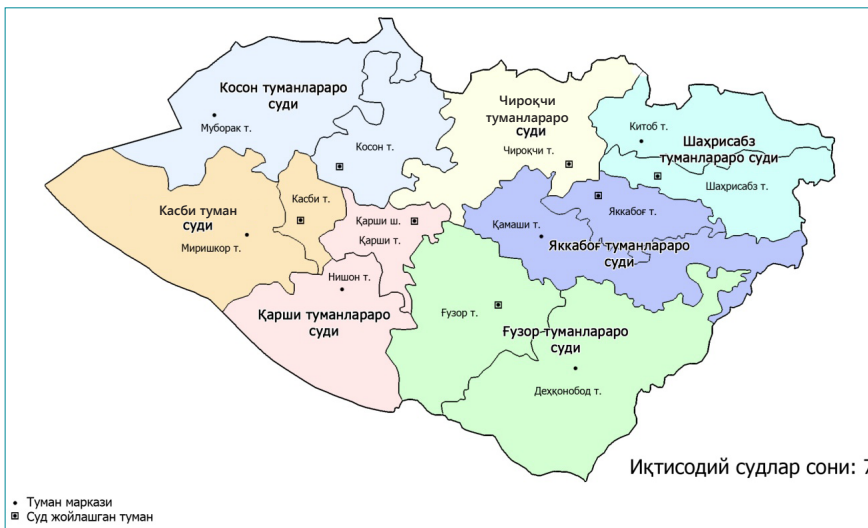 Косон туманлараро
суди
Муборак т.
Косон т.
Чироқчи
туманлараро
суди
Чироқчи т.
Китоб т.
Шаҳрисабз
туманлараро суди
Шаҳрисабз т.
Касби туман
суди
Касби т.
Миришкор т.
Қарши ш.
Қарши т.
Қамаши т.
Яккабоғ т.
Яккабоғ туманлараро
суди
Нишон т.
Қарши туманлараро
суди
Ғузор т.
Ғузор туманлараро
суди
Деҳқонобод т.
Иқтисодий судлар сони: 7
Туман маркази
Суд жойлашган туман